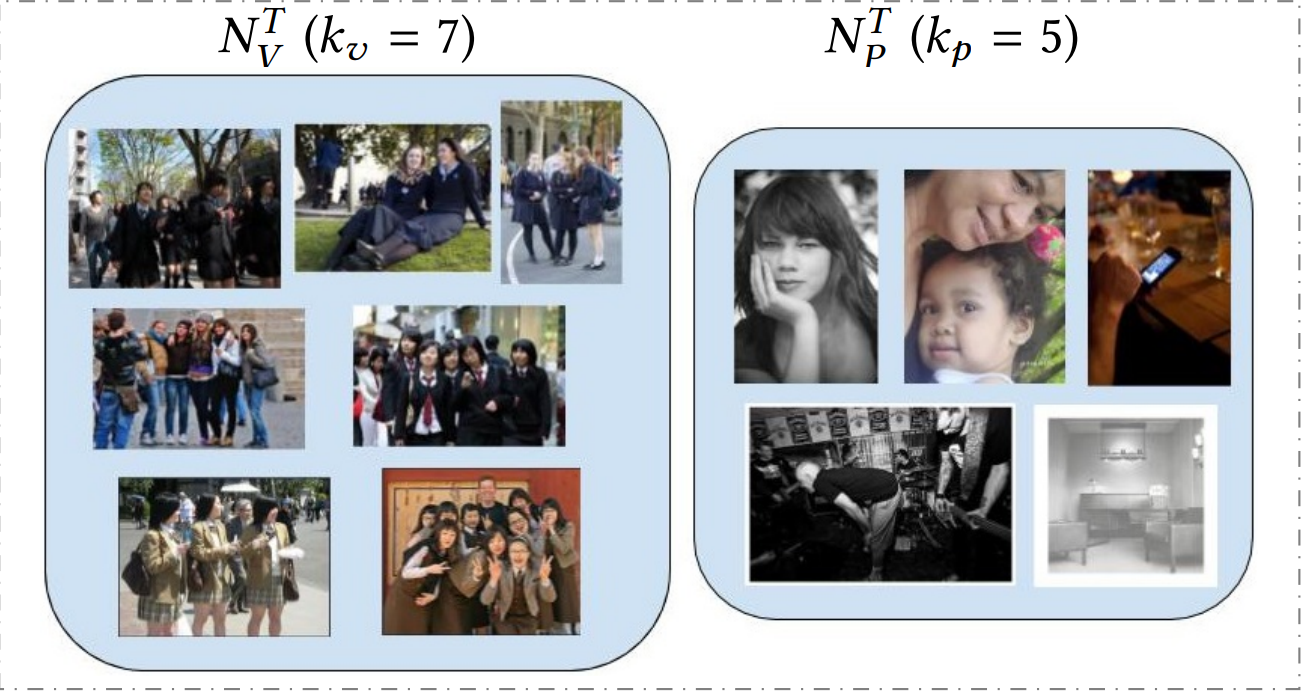 N_V^T (k_v = 7)
N_P^T (k_p = 5)